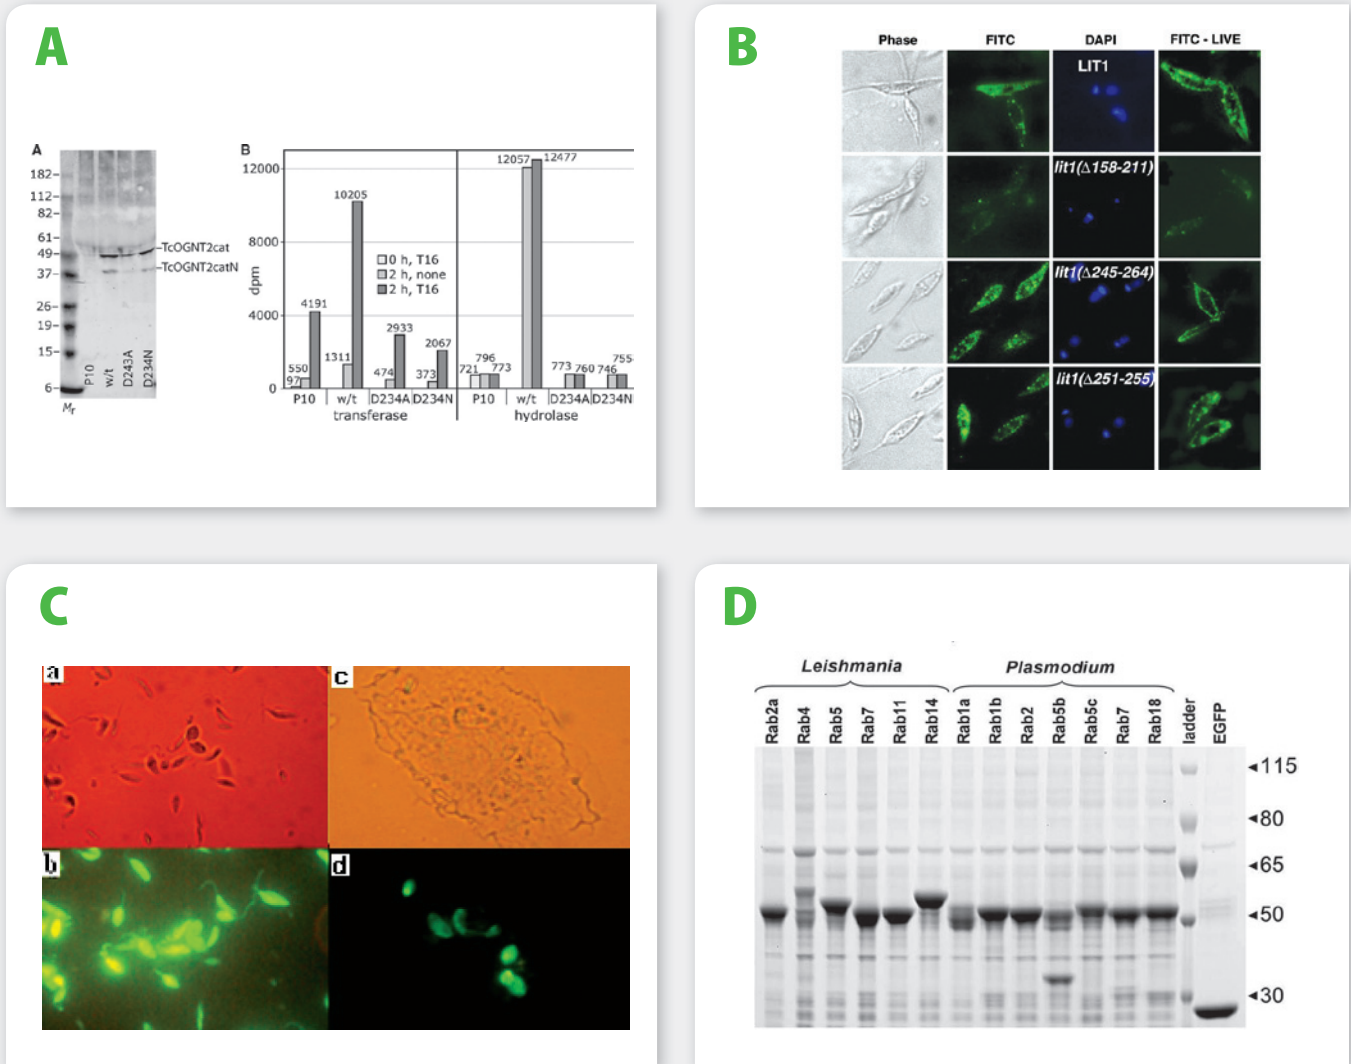 A
A
182
112
82
61
49
37
26
19
15
6
Mr
P10
w/t
D243A
D234N
TcOGNT2cat
TcOGNT2catN
B
12000
8000
4000
0
dpm
0 h, T16
2 h, none
2 h, T16
97
550
4191
1311
10205
474
2933
373
2067
721
796
773
12057
12477
773
760
746
755
P10 w/t D234A D234N P10 w/t D234A D234N
transferase hydrolase
B
Phase FITC DAPI FITC - LIVE
LIT1
lit1(Δ158-211)
lit1(Δ245-264)
lit1(Δ251-255)
C
a
c
b
d
D
Leishmania Plasmodium
Rab2a
Rab4
Rab5
Rab7
Rab11
Rab14
Rab1a
Rab1b
Rab2
Rab5b
Rab5c
Rab7
Rab18
ladder
EGFP
115
80
65
50
30